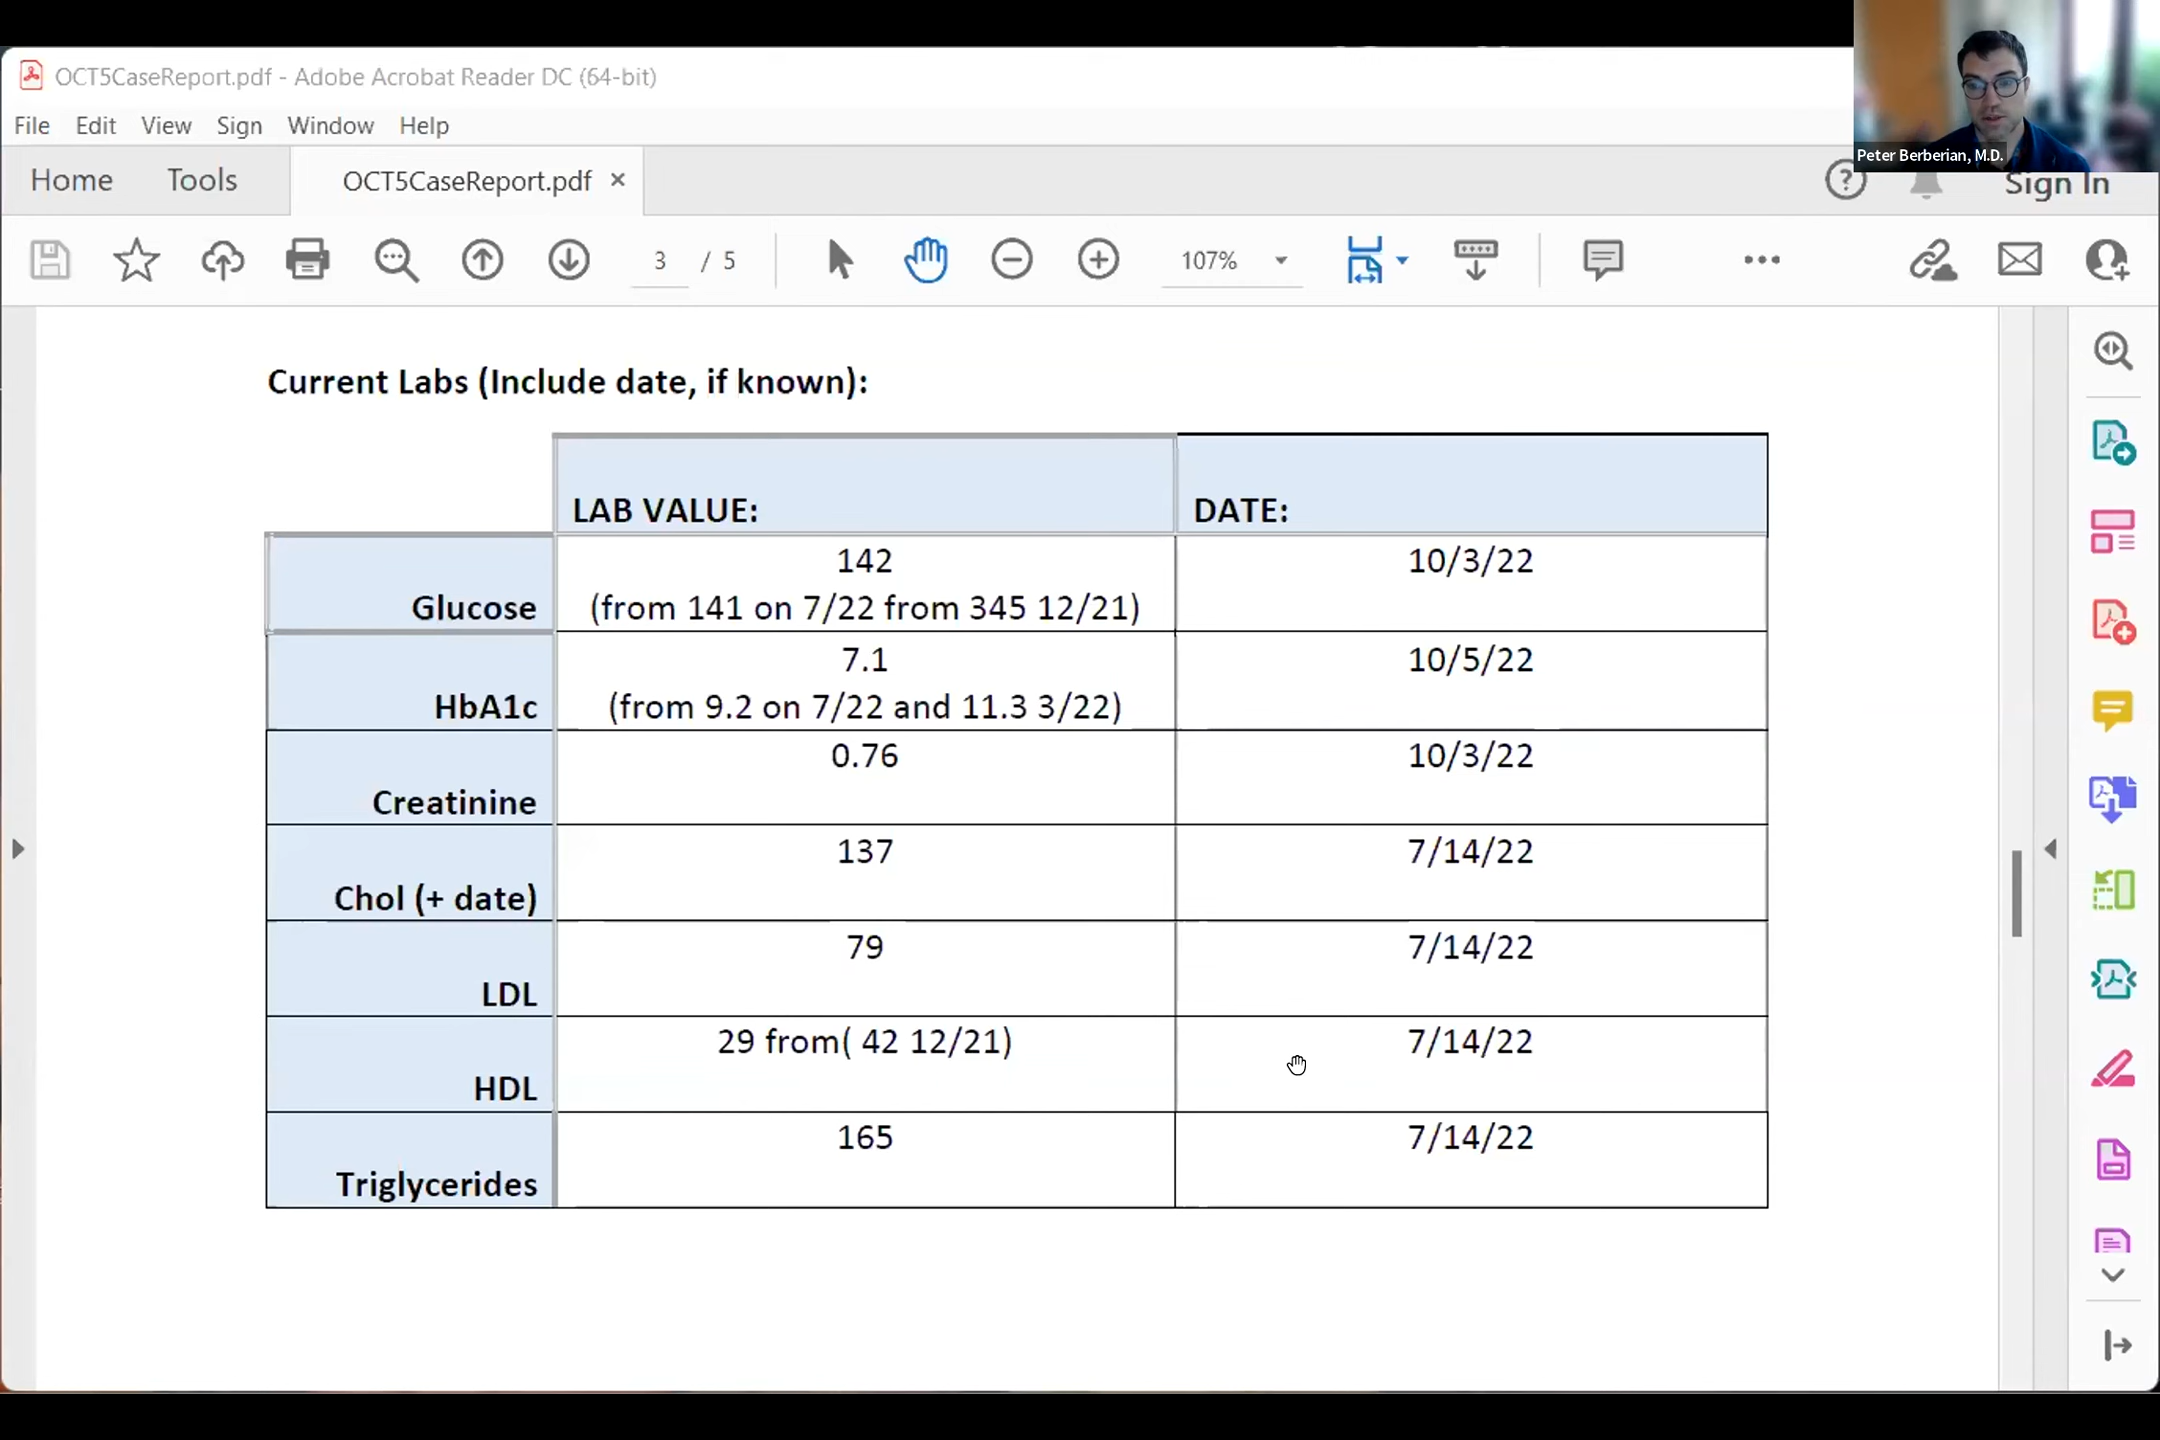 OCT5CaseReport.pdf - Adobe Acrobat Reader DC (64-bit)
File Edit View Sign Window Help
Peter Berberian, M.D.
Home Tools OCT5CaseReport.pdf × ? Sign In
3 / 5 107%
Current Labs (Include date, if known):
LAB VALUE: DATE:
142 10/3/22
Glucose (from 141 on 7/22 from 345 12/21)
7.1 10/5/22
HbA1c (from 9.2 on 7/22 and 11.3 3/22)
0.76 10/3/22
Creatinine
137 7/14/22
Chol (+ date)
79 7/14/22
LDL
29 from( 42 12/21) 7/14/22
HDL
165 7/14/22
Triglycerides